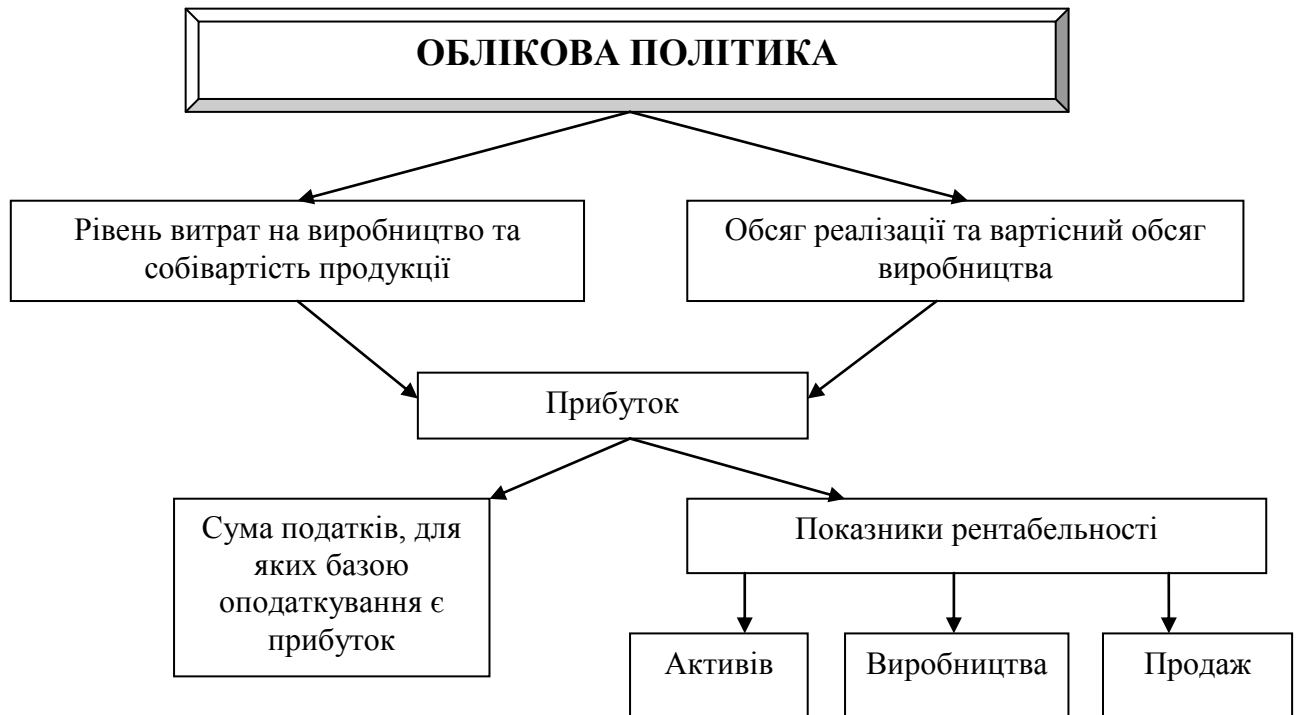 ОБЛІКОВА ПОЛІТИКА
Рівень витрат на виробництво та
собівартість продукції
Обсяг реалізації та вартісний обсяг
виробництва
Прибуток
Сума податків, для
яких базою
оподаткування є
прибуток
Показники рентабельності
Активів
Виробництва
Продаж